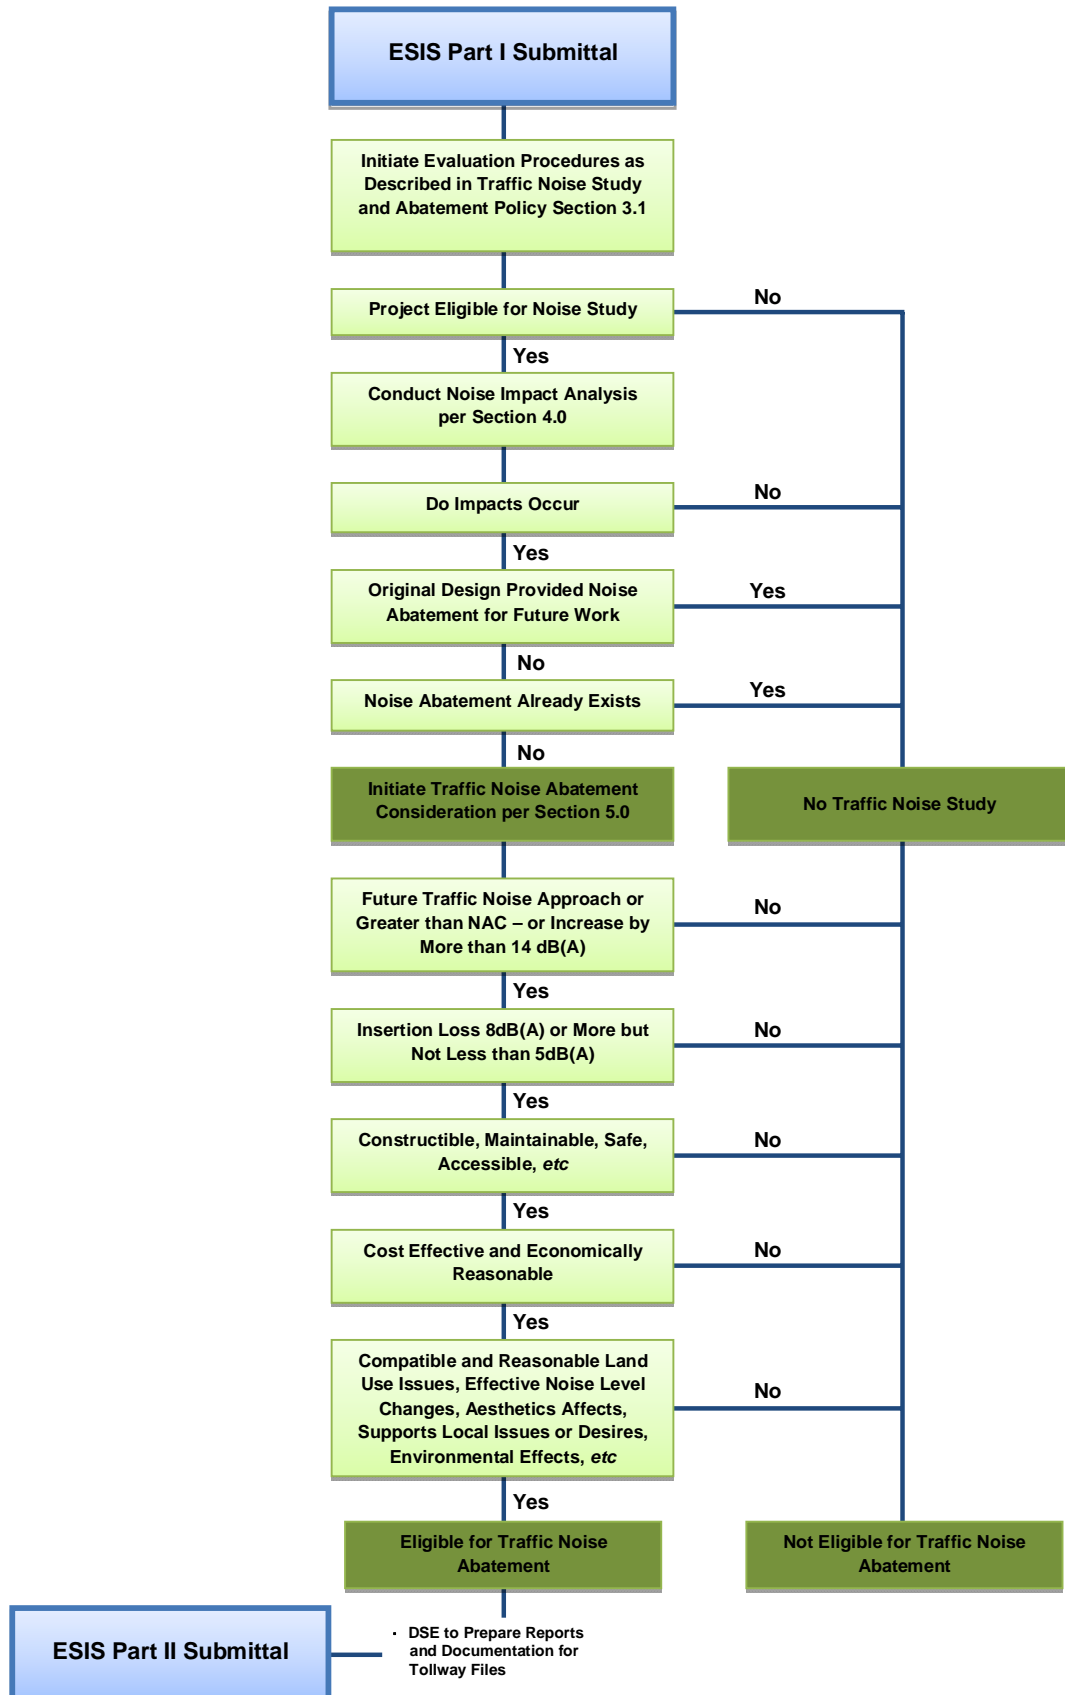 ESIS Part I Submittal
Initiate Evaluation Procedures as
Described in Traffic Noise Study
and Abatement Policy Section 3.1
Project Eligible for Noise Study
No
Yes
Conduct Noise Impact Analysis
per Section 4.0
Do Impacts Occur
No
Yes
Original Design Provided Noise
Abatement for Future Work
Yes
No
Noise Abatement Already Exists
Yes
No
Initiate Traffic Noise Abatement
Consideration per Section 5.0
No Traffic Noise Study
Future Traffic Noise Approach or
Greater than NAC – or Increase by
More than 14 dB(A)
No
Yes
Insertion Loss 8dB(A) or More but
Not Less than 5dB(A)
No
Yes
Constructible, Maintainable, Safe,
Accessible, etc
No
Yes
Cost Effective and Economically
Reasonable
No
Yes
Compatible and Reasonable Land
Use Issues, Effective Noise Level
Changes, Aesthetics Affects,
Supports Local Issues or Desires,
Environmental Effects, etc
No
Yes
Eligible for Traffic Noise
Abatement
Not Eligible for Traffic Noise
Abatement
ESIS Part II Submittal
· DSE to Prepare Reports
and Documentation for
Tollway Files